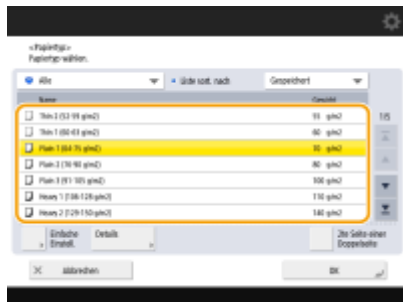 <Papiertyp>
Papiertyp wählen.
Alle
Liste sort. nach
Gespeichert
Name
Gewicht
Thin 2 (52-59 g/m2)
55 g/m2
Thin 1 (60-63 g/m2)
60 g/m2
1/5
Plain 1 (64-75 g/m2)
70 g/m2
Plain 2 (76-90 g/m2)
80 g/m2
Plain 3 (91-105 g/m2)
100 g/m2
Heavy 1 (106-128 g/m2)
110 g/m2
Heavy 2 (129-150 g/m2)
140 g/m2
Einfache
Einstell.
Details
2te Seite einer
Doppelseite
Abbrechen
OK